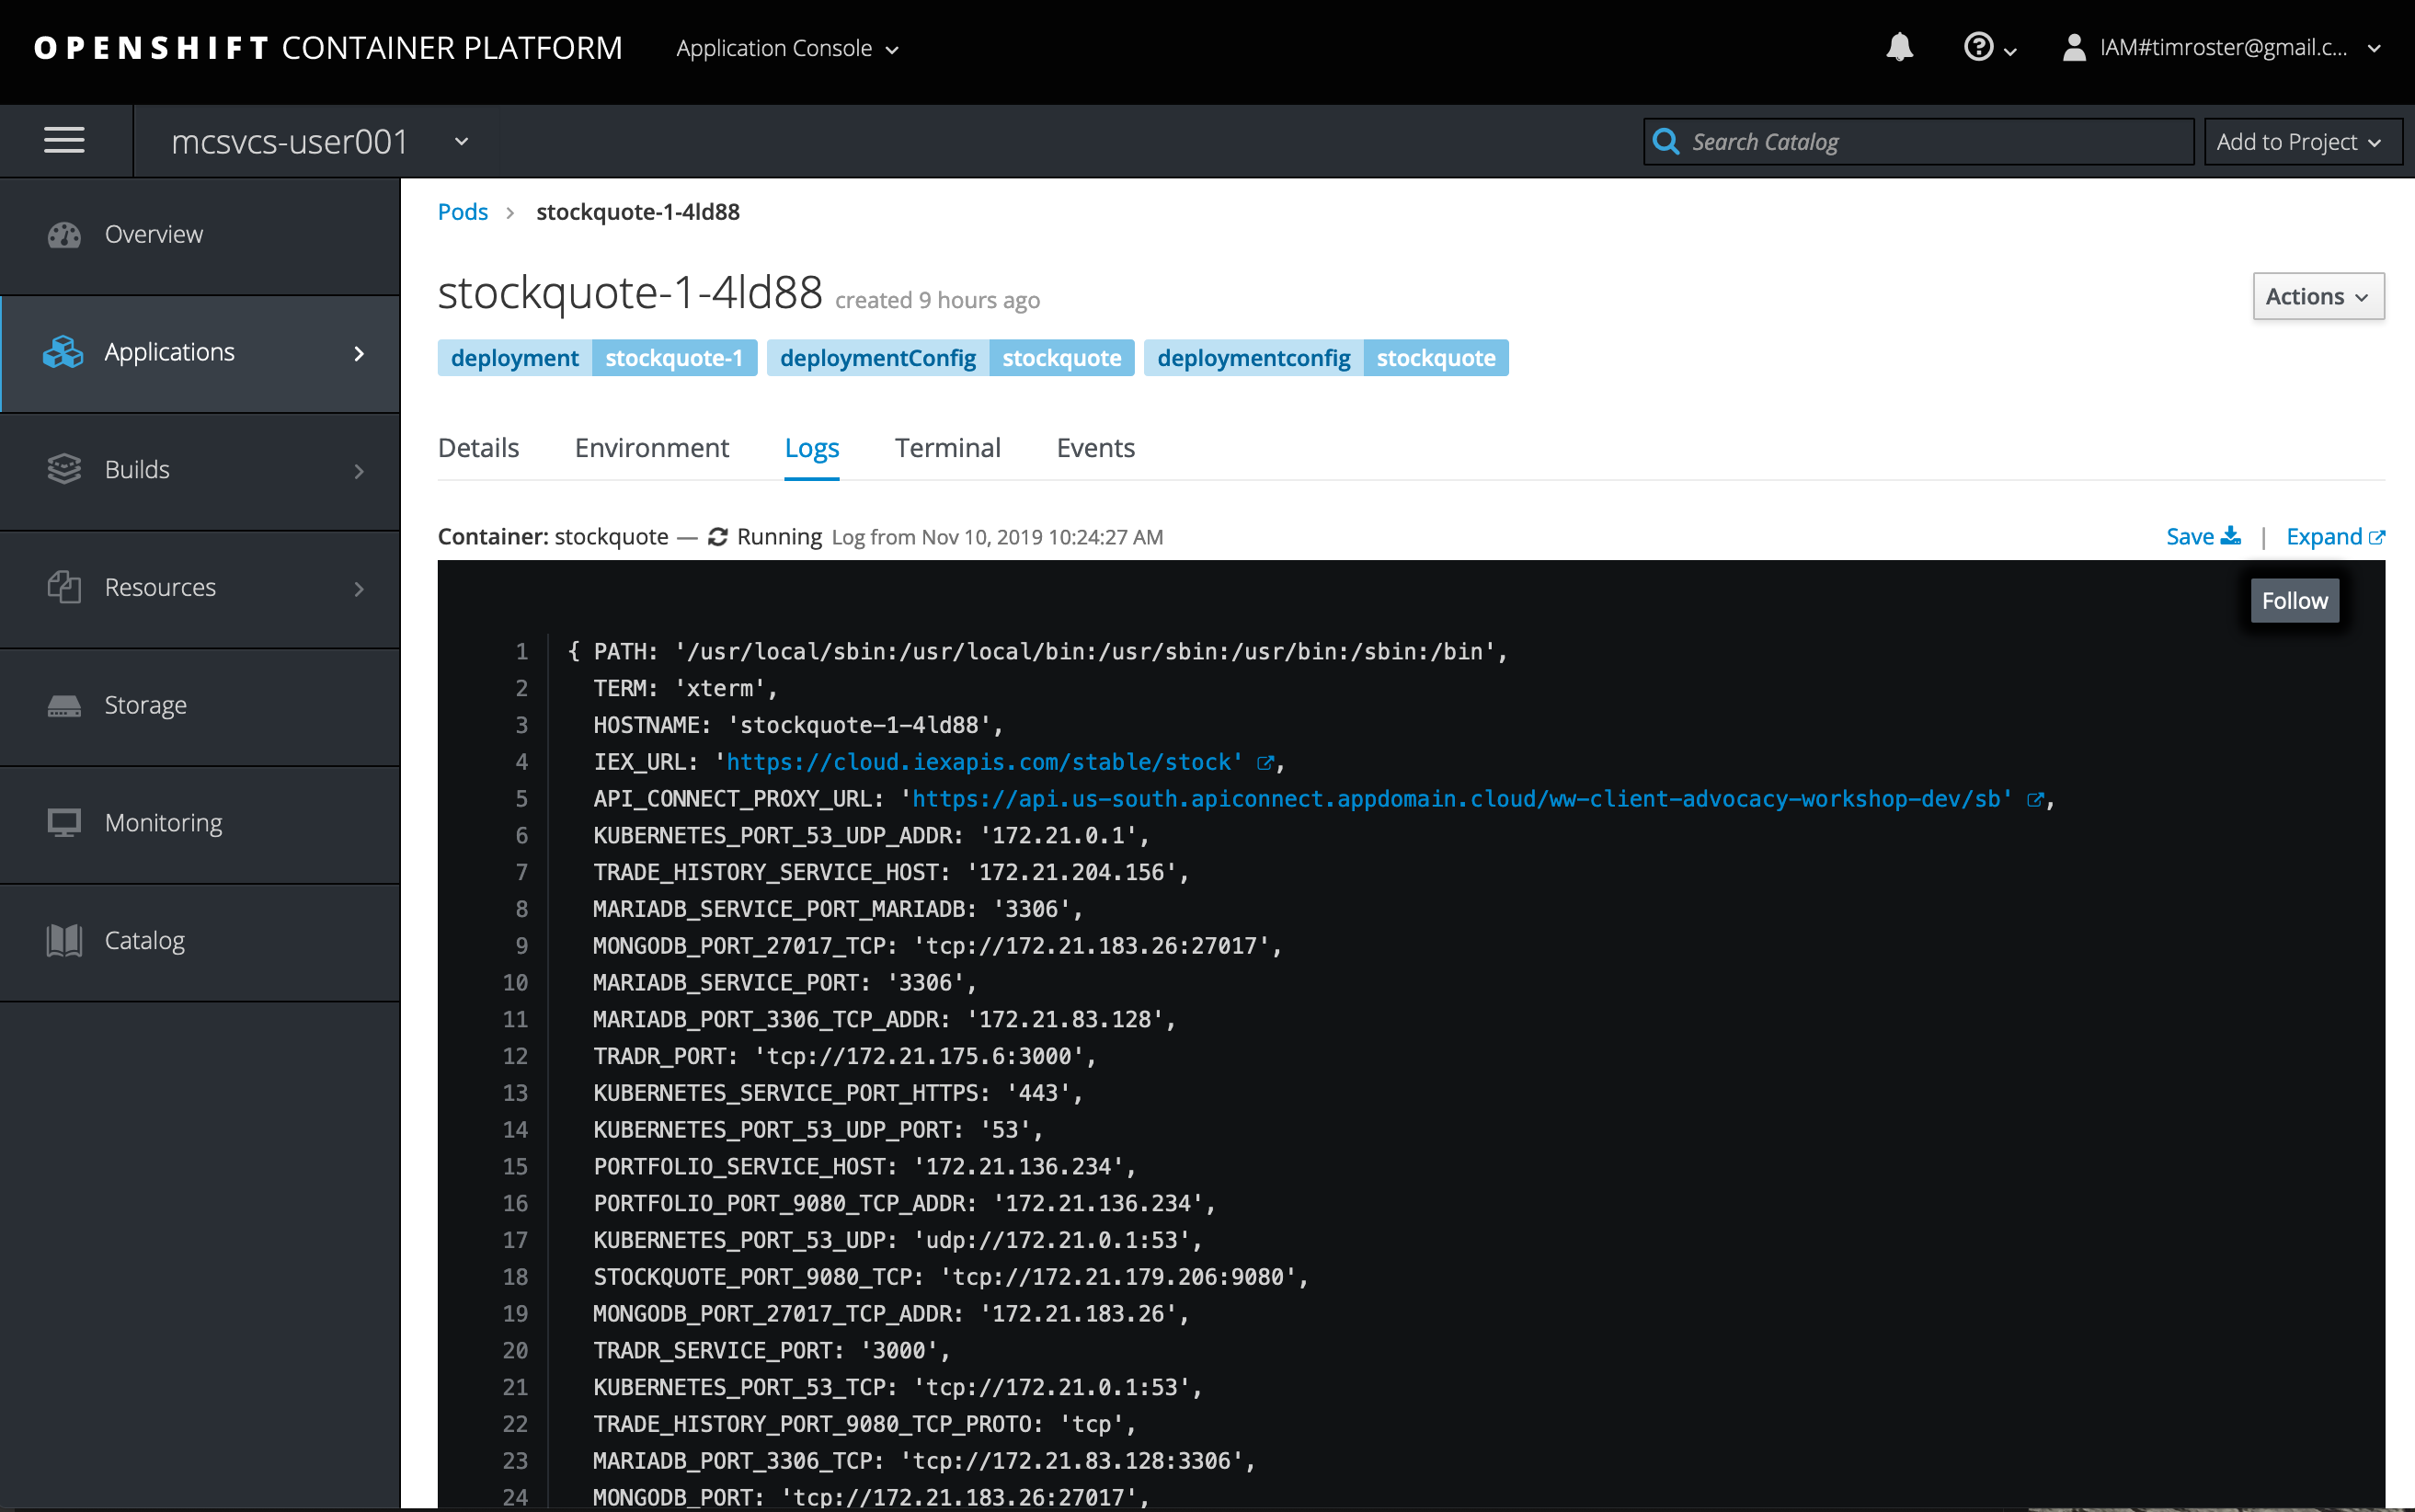 OPENSHIFT CONTAINER PLATFORM Application Console IAM#timroster@gmail.c...
mcsvcs-user001 Search Catalog Add to Project
Overview
Applications
Builds
Resources
Storage
Monitoring
Catalog
Pods > stockquote-1-4ld88
stockquote-1-4ld88 created 9 hours ago
Actions
deployment stockquote-1 deploymentConfig stockquote deploymentconfig stockquote
Details Environment Logs Terminal Events
Container: stockquote — Running Log from Nov 10, 2019 10:24:27 AM Save | Expand
Follow
1 { PATH: '/usr/local/sbin:/usr/local/bin:/usr/sbin:/usr/bin:/sbin:/bin',
2 TERM: 'xterm',
3 HOSTNAME: 'stockquote-1-4ld88',
4 IEX_URL: 'https://cloud.iexapis.com/stable/stock' ,
5 API_CONNECT_PROXY_URL: 'https://api.us-south.apiconnect.appdomain.cloud/ww-client-advocacy-workshop-dev/sb' ,
6 KUBERNETES_PORT_53_UDP_ADDR: '172.21.0.1',
7 TRADE_HISTORY_SERVICE_HOST: '172.21.204.156',
8 MARIADB_SERVICE_PORT_MARIADB: '3306',
9 MONGODB_PORT_27017_TCP: 'tcp://172.21.183.26:27017',
10 MARIADB_SERVICE_PORT: '3306',
11 MARIADB_PORT_3306_TCP_ADDR: '172.21.83.128',
12 TRADR_PORT: 'tcp://172.21.175.6:3000',
13 KUBERNETES_SERVICE_PORT_HTTPS: '443',
14 KUBERNETES_PORT_53_UDP_PORT: '53',
15 PORTFOLIO_SERVICE_HOST: '172.21.136.234',
16 PORTFOLIO_PORT_9080_TCP_ADDR: '172.21.136.234',
17 KUBERNETES_PORT_53_UDP: 'udp://172.21.0.1:53',
18 STOCKQUOTE_PORT_9080_TCP: 'tcp://172.21.179.206:9080',
19 MONGODB_PORT_27017_TCP_ADDR: '172.21.183.26',
20 TRADR_SERVICE_PORT: '3000',
21 KUBERNETES_PORT_53_TCP: 'tcp://172.21.0.1:53',
22 TRADE_HISTORY_PORT_9080_TCP_PROTO: 'tcp',
23 MARIADB_PORT_3306_TCP: 'tcp://172.21.83.128:3306',
24 MONGODB_PORT: 'tcp://172.21.183.26:27017',